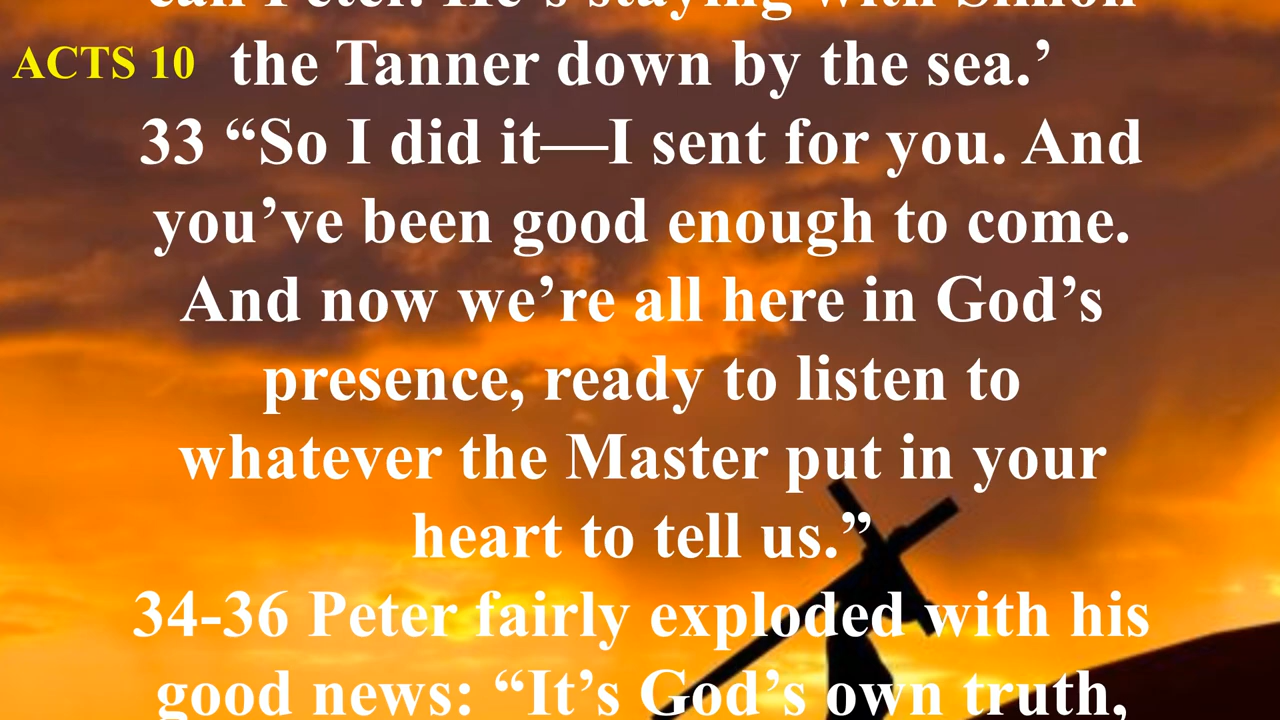 call Peter. He’s staying with Simon
ACTS 10
the Tanner down by the sea.’
33 “So I did it—I sent for you. And
you’ve been good enough to come.
And now we’re all here in God’s
presence, ready to listen to
whatever the Master put in your
heart to tell us.”
34-36 Peter fairly exploded with his
good news: “It’s God’s own truth,